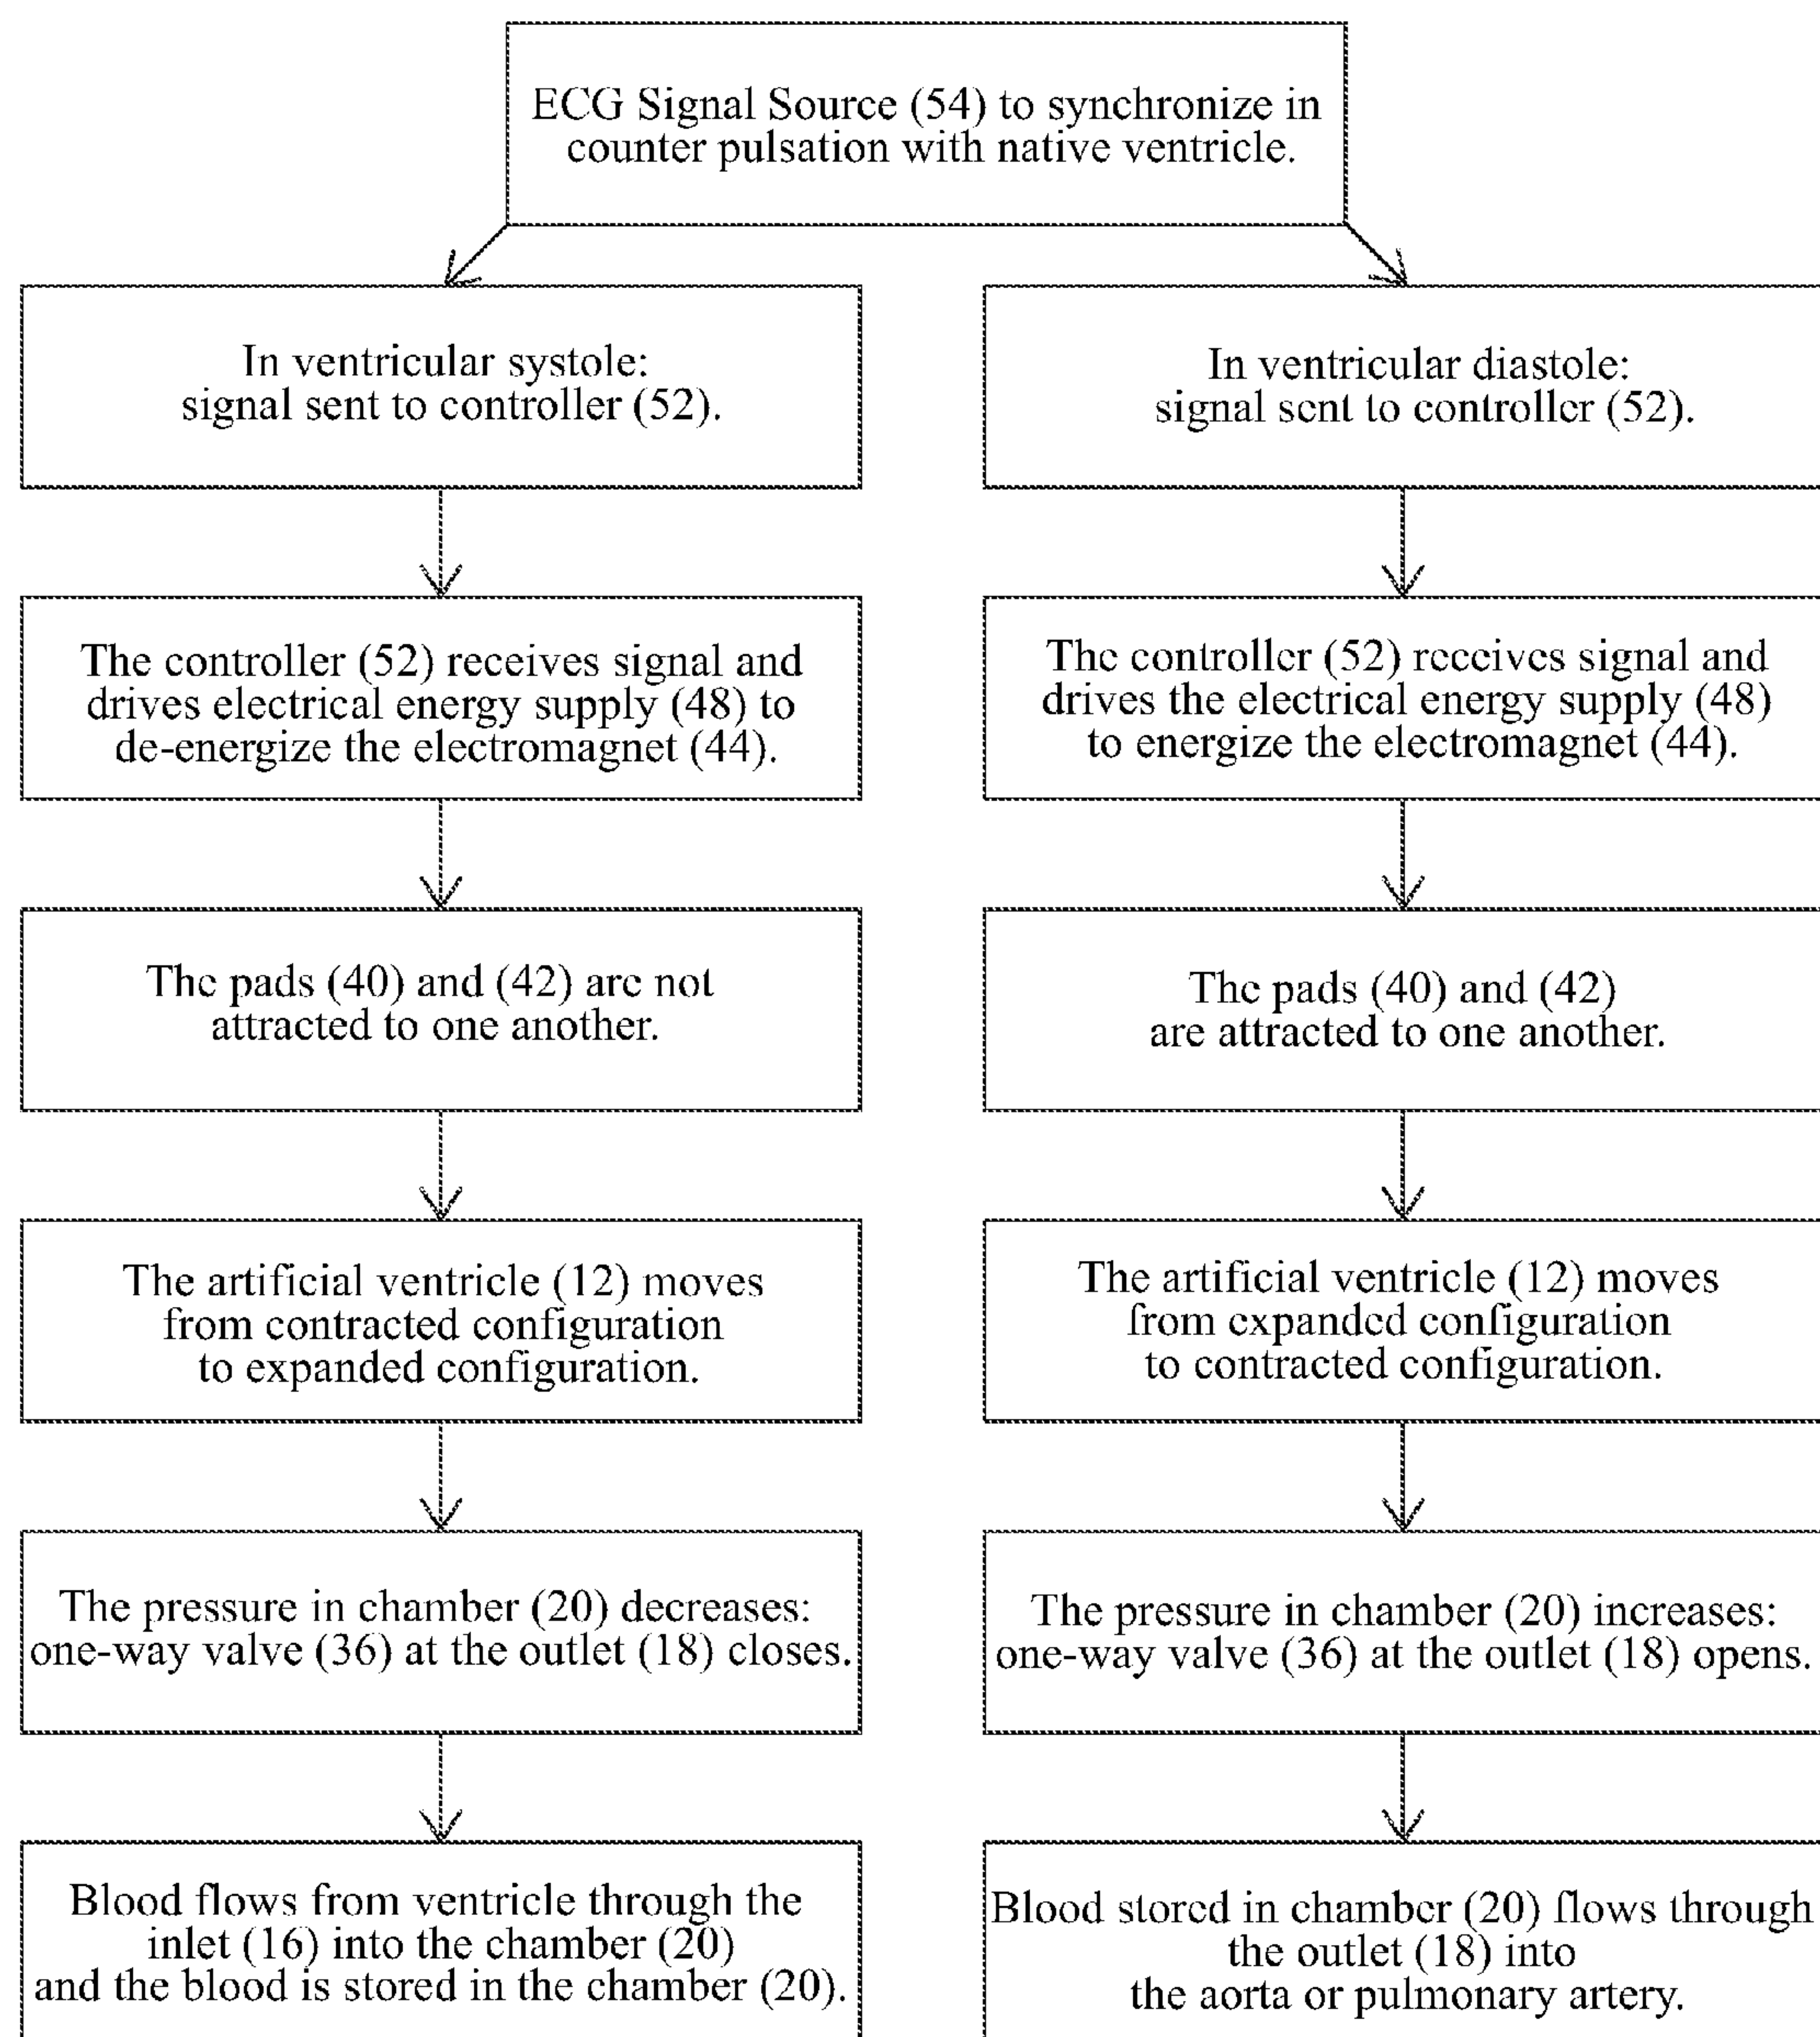 ECG Signal Source (54) to synchronize in
counter pulsation with native ventricle.
In ventricular systole:
signal sent to controller (52).
The controller (52) receives signal and
drives electrical energy supply (48) to
de-energize the electromagnet (44).
The pads (40) and (42) are not
attracted to one another.
The artificial ventricle (12) moves
from contracted configuration
to expanded configuration.
The pressure in chamber (20) decreases:
one-way valve (36) at the outlet (18) closes.
Blood flows from ventricle through the
inlet (16) into the chamber (20)
and the blood is stored in the chamber (20).
In ventricular diastole:
signal sent to controller (52).
The controller (52) receives signal and
drives the electrical energy supply (48)
to energize the electromagnet (44).
The pads (40) and (42)
are attracted to one another.
The artificial ventricle (12) moves
from expanded configuration
to contracted configuration.
The pressure in chamber (20) increases:
one-way valve (36) at the outlet (18) opens.
Blood stored in chamber (20) flows through
the outlet (18) into
the aorta or pulmonary artery.